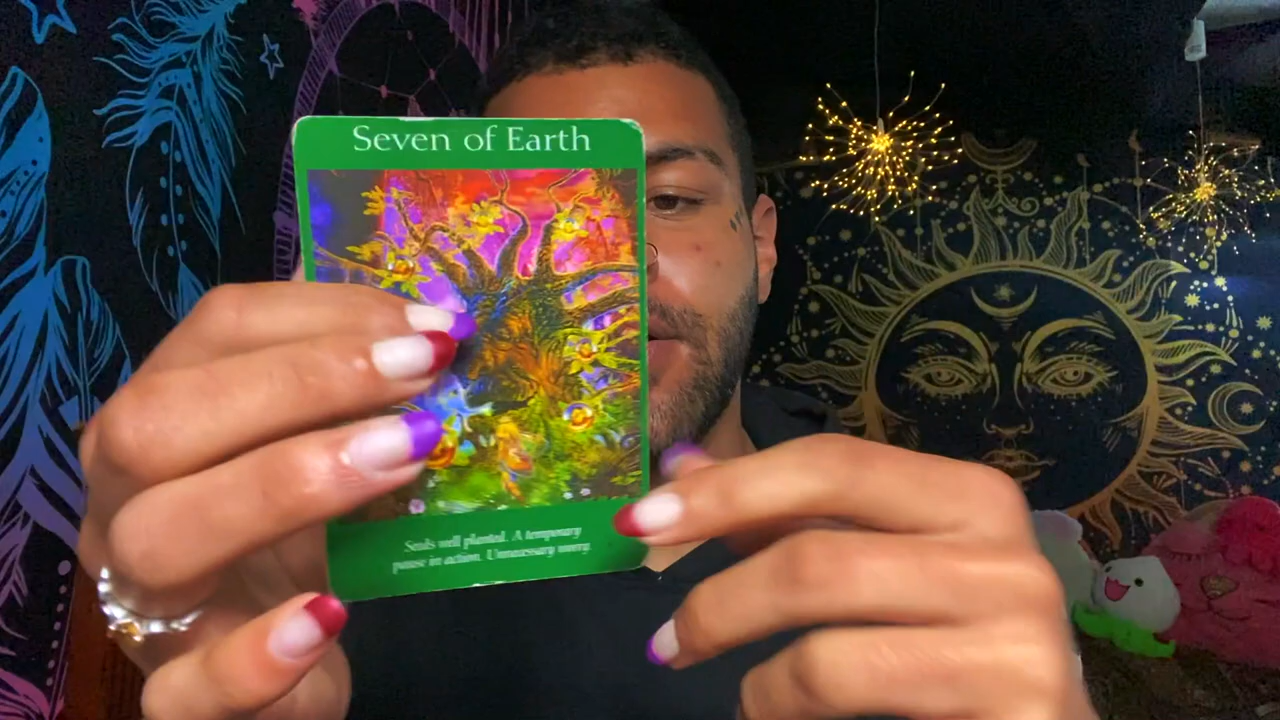 Seven of Earth
Seeds well planted. A temporary
pause in action. Unnecessary worry.